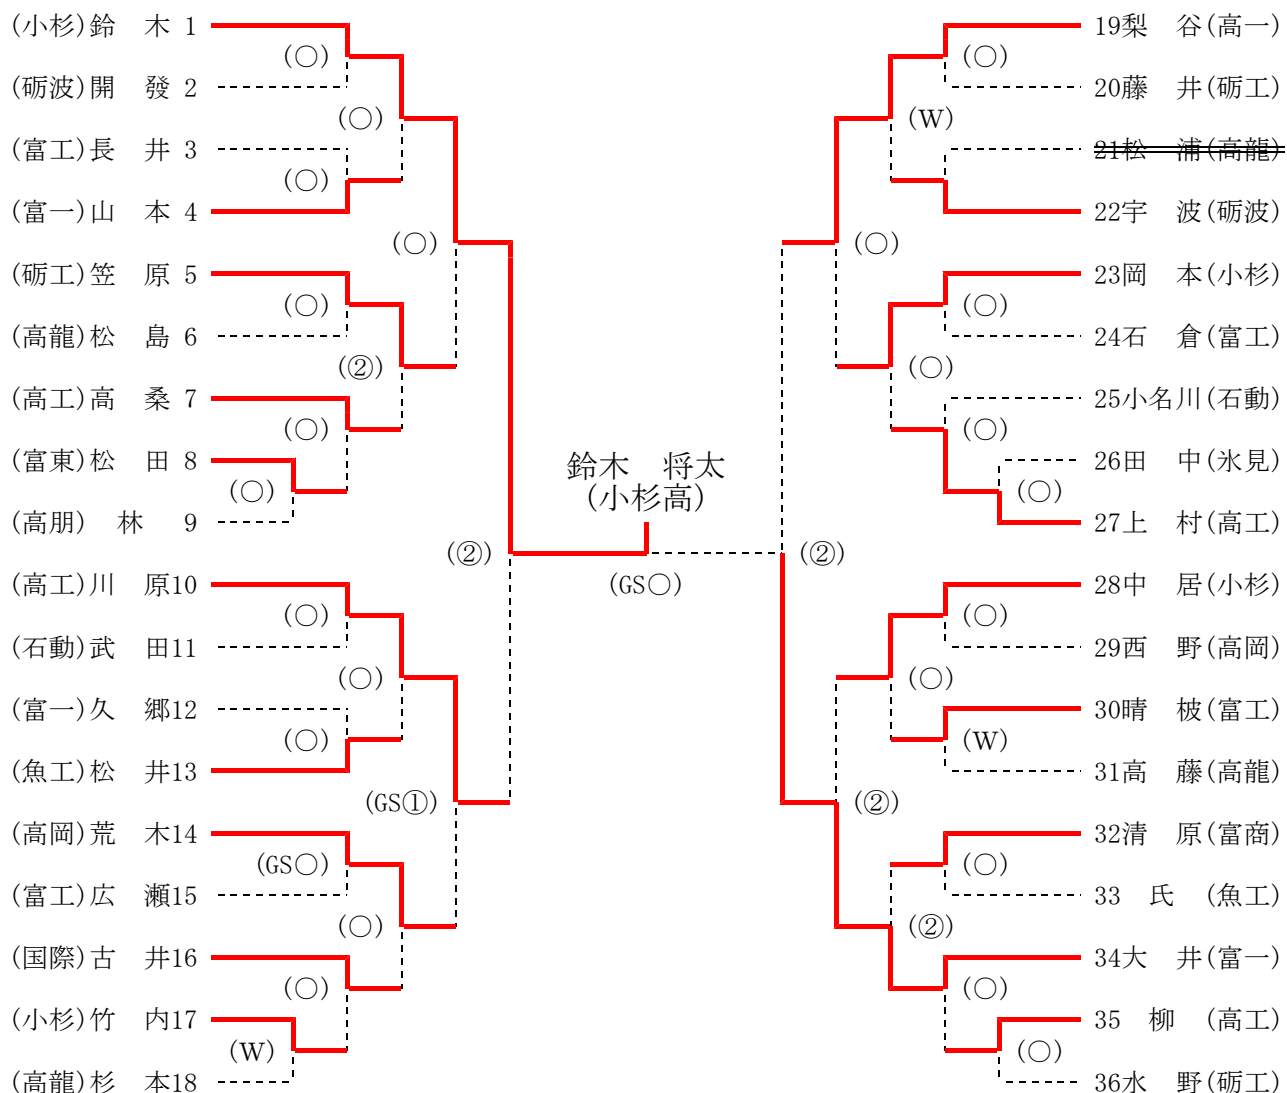 (小杉)鈴　木 1
(○)
(砺波)開　發 2
(○)
(富工)長　井 3
(○)
(富一)山　本 4
(○)
(砺工)笠　原 5
(○)
(高龍)松　島 6
(②)
(高工)高　桑 7
(○)
(富東)松　田 8
(○)
(高朋)　林　 9
(②)
(高工)川　原10
(○)
(石動)武　田11
(○)
(富一)久　郷12
(○)
(魚工)松　井13
(GS①)
(高岡)荒　木14
(GS○)
(富工)広　瀬15
(○)
(国際)古　井16
(○)
(小杉)竹　内17
(W)
(高龍)杉　本18
鈴木　将太
(小杉高)
(GS○)
19梨　谷(高一)
(○)
20藤　井(砺工)
(W)
21松　浦(高龍)
22宇　波(砺波)
(○)
23岡　本(小杉)
(○)
24石　倉(富工)
(○)
25小名川(石動)
(○)
26田　中(氷見)
(○)
27上　村(高工)
(②)
28中　居(小杉)
(○)
29西　野(高岡)
(○)
30晴　柀(富工)
(W)
31高　藤(高龍)
(②)
32清　原(富商)
(○)
33　氏　(魚工)
(②)
34大　井(富一)
(○)
35　柳　(高工)
(○)
36水　野(砺工)